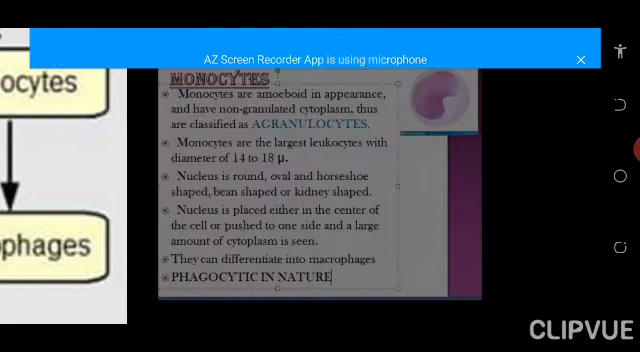 AZ Screen Recorder App is using microphone
ocytes
ophages
MONOCYTES
Monocytes are amoeboid in appearance,
and have non-granulated cytoplasm, thus
are classified as AGRANULOCYTES.
Monocytes are the largest leukocytes with
diameter of 14 to 18 µ.
Nucleus is round, oval and horseshoe
shaped, bean shaped or kidney shaped.
Nucleus is placed either in the center of
the cell or pushed to one side and a large
amount of cytoplasm is seen.
They can differentiate into macrophages
PHAGOCYTIC IN NATURE
CLIPVUE